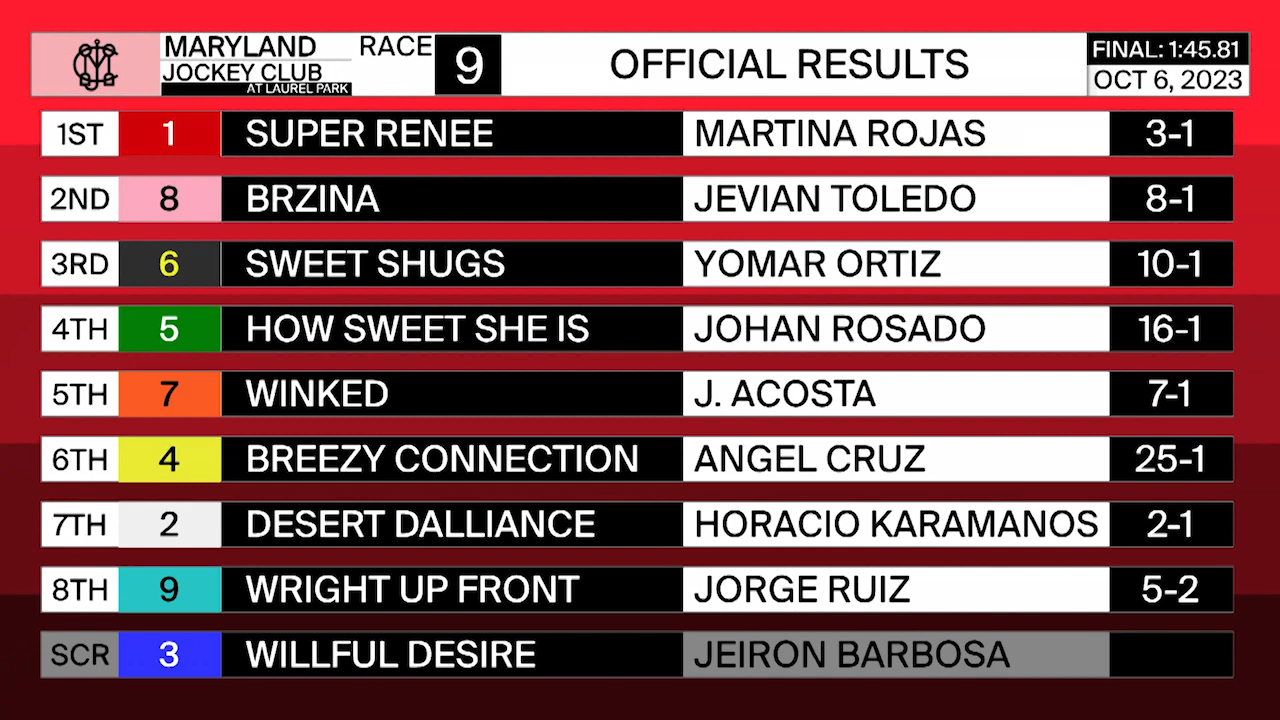 MARYLAND
JOCKEY CLUB
AT LAUREL PARK
RACE 9
OFFICIAL RESULTS
FINAL: 1:45.81
OCT 6, 2023
1ST 1 SUPER RENEE MARTINA ROJAS 3-1
2ND 8 BRZINA JEVIAN TOLEDO 8-1
3RD 6 SWEET SHUGS YOMAR ORTIZ 10-1
4TH 5 HOW SWEET SHE IS JOHAN ROSADO 16-1
5TH 7 WINKED J. ACOSTA 7-1
6TH 4 BREEZY CONNECTION ANGEL CRUZ 25-1
7TH 2 DESERT DALLIANCE HORACIO KARAMANOS 2-1
8TH 9 WRIGHT UP FRONT JORGE RUIZ 5-2
SCR 3 WILLFUL DESIRE JEIRON BARBOSA